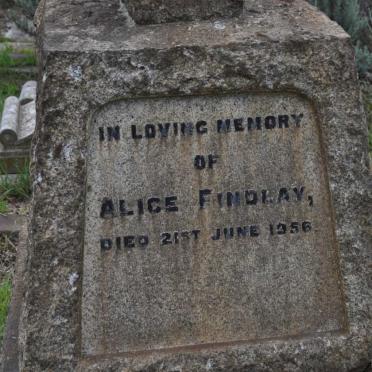 IN LOVING MEMORY
OF
ALICE FINDLAY,
DIED 21ST JUNE 1956